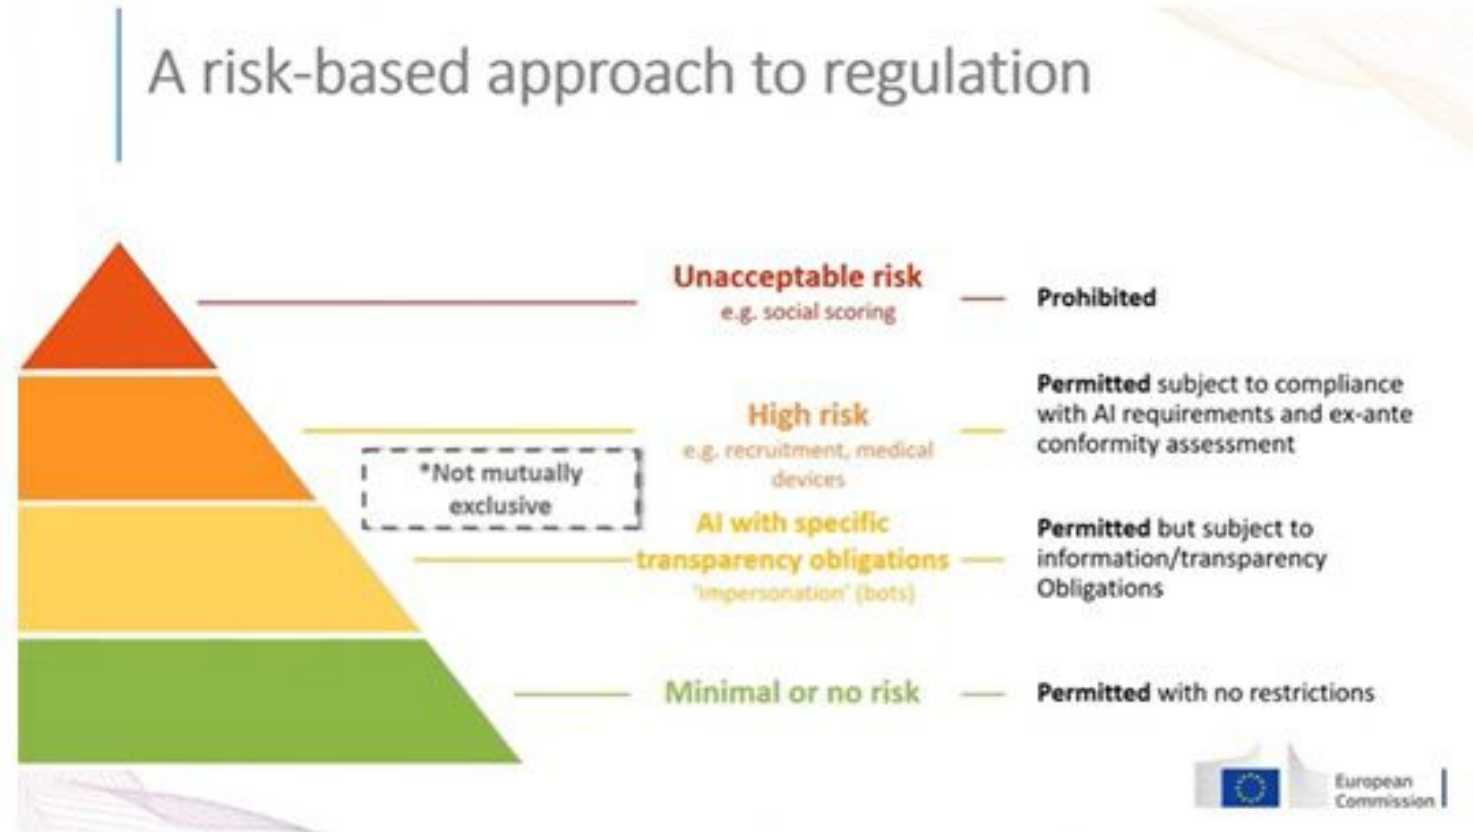 A risk-based approach to regulation
Unacceptable risk
e.g. social scoring
Prohibited
High risk
e.g. recruitment, medical
devices
Permitted subject to compliance
with AI requirements and ex-ante
conformity assessment
*Not mutually
exclusive
AI with specific
transparency obligations
'Impersonation' (bots)
Permitted but subject to
information/transparency
Obligations
Minimal or no risk
Permitted with no restrictions
European
Commission